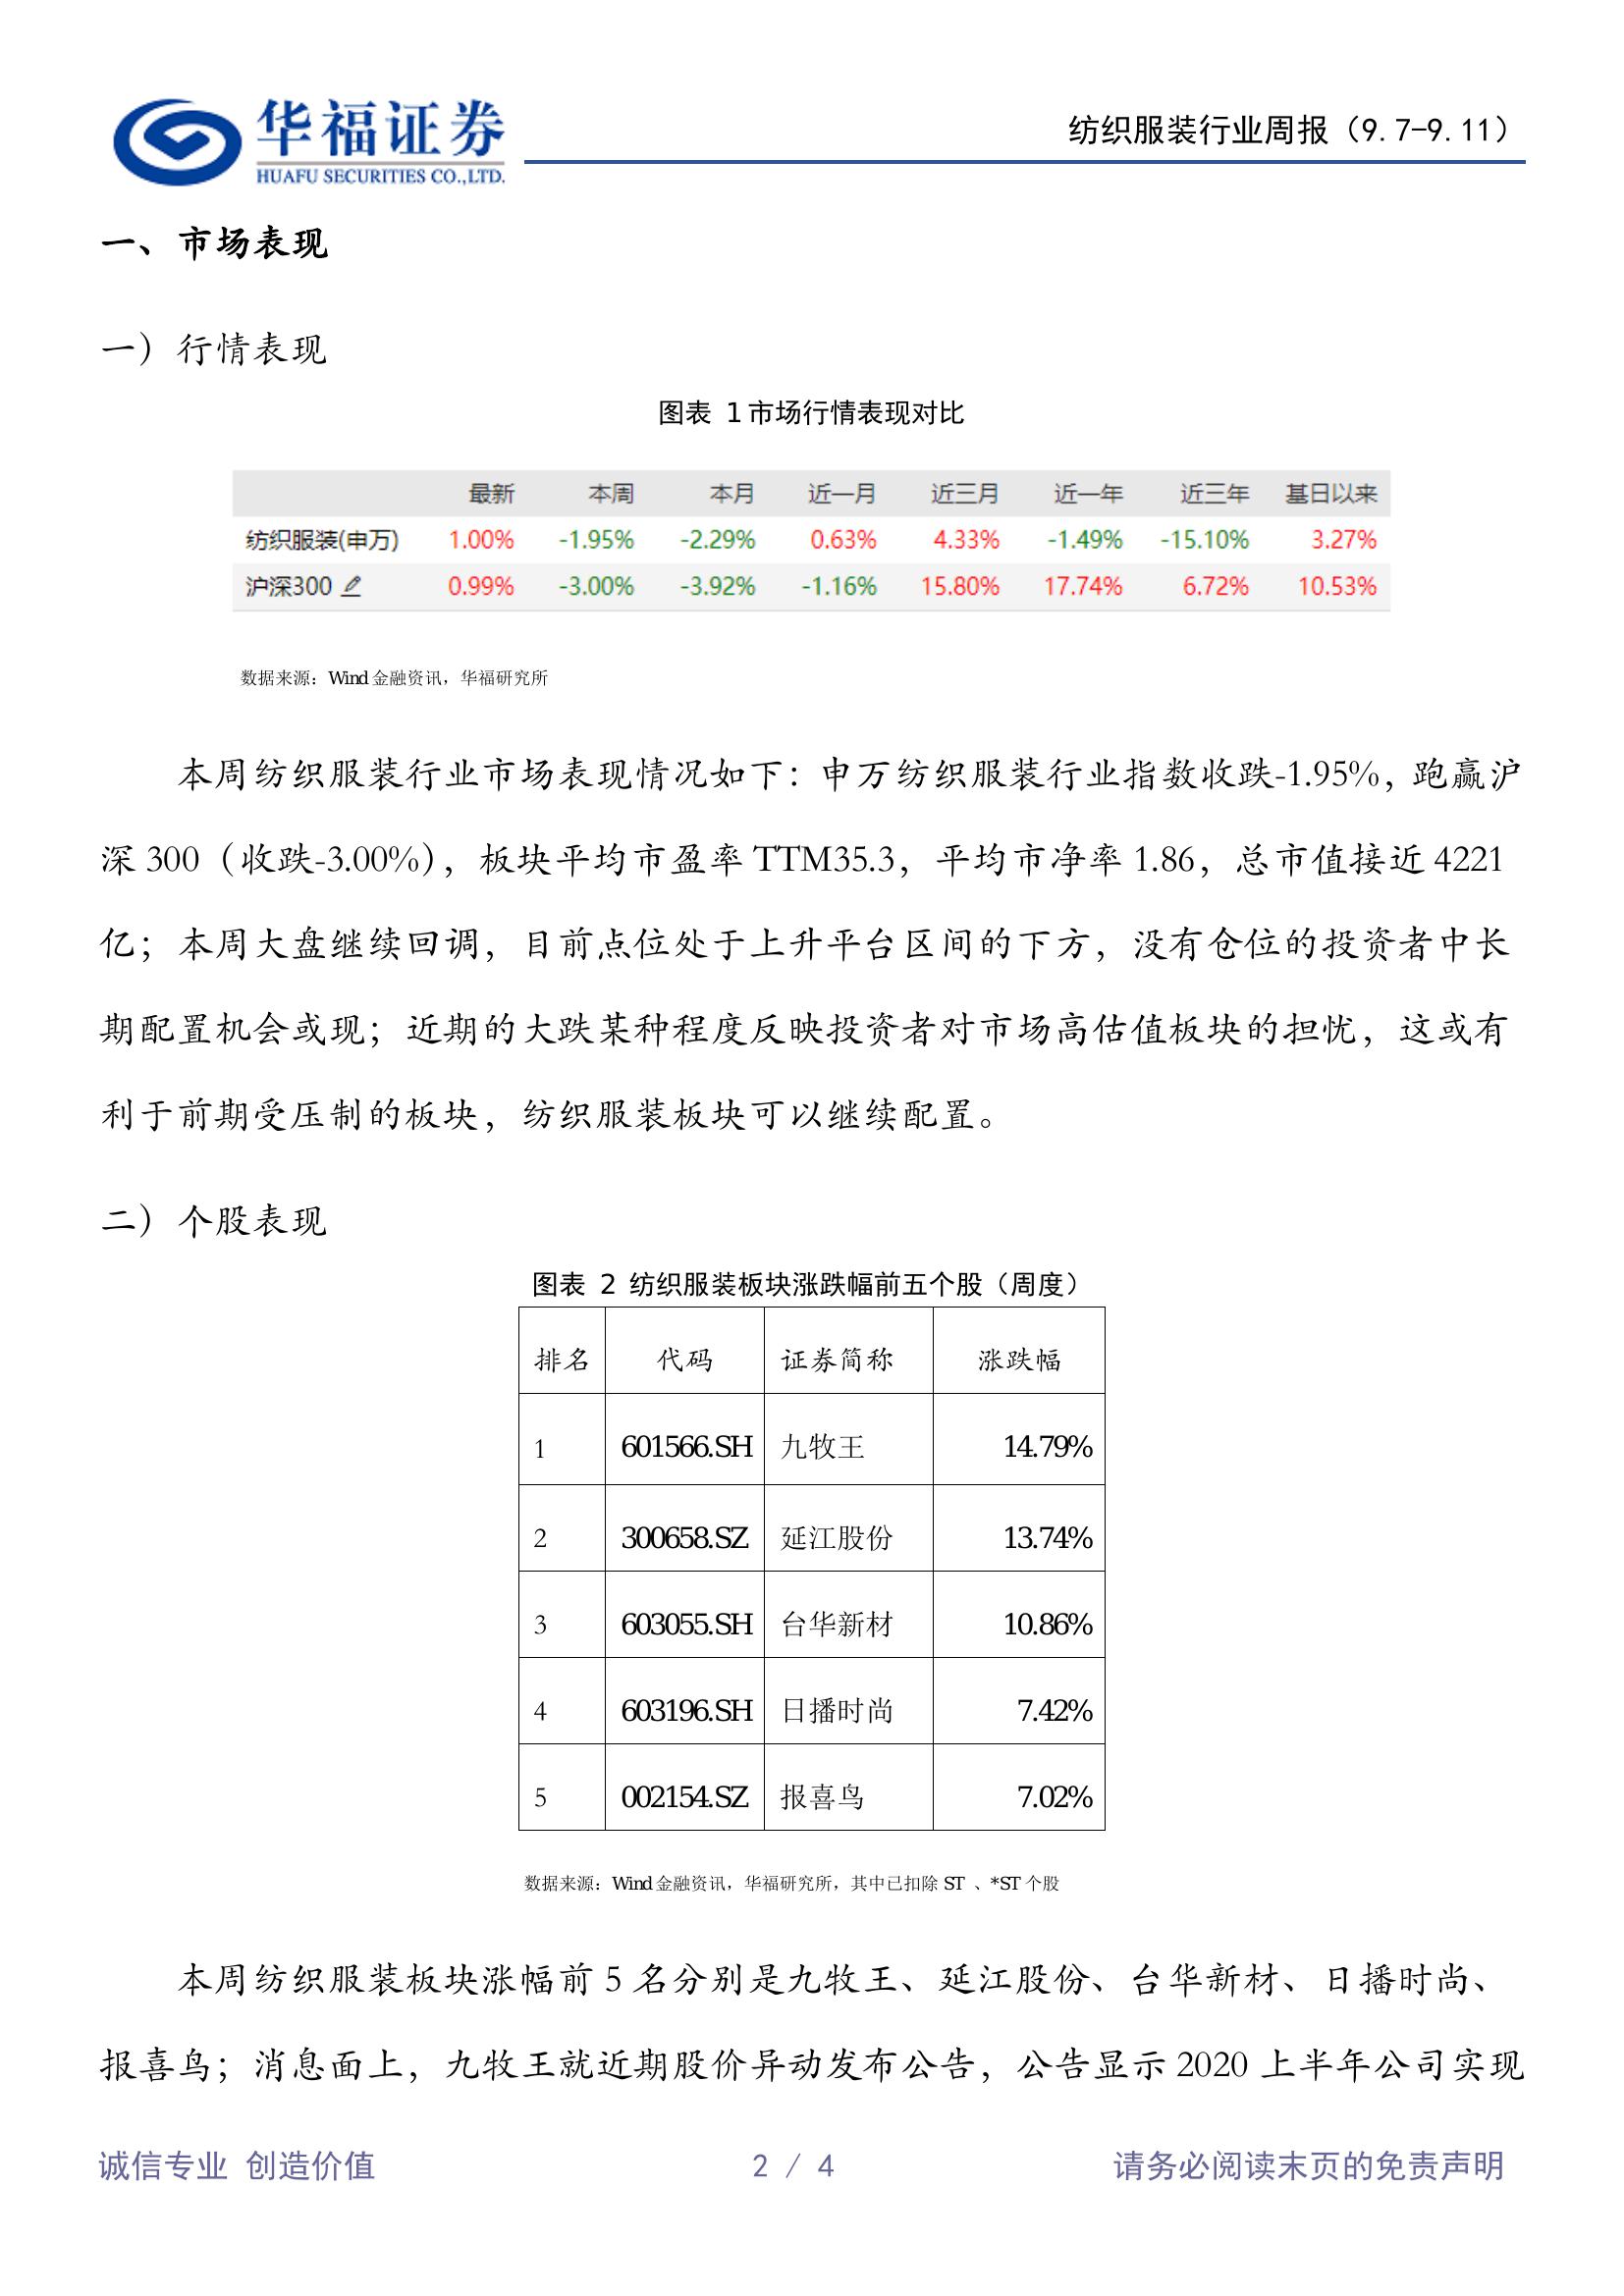 华福证券
HUAFU SECURITIES CO.,LTD.
纺织服装行业周报（9.7-9.11）
一、市场表现
一）行情表现
图表 1 市场行情表现对比
最新 本周 本月 近一月 近三月 近一年 近三年 基日以来
纺织服装(申万) 1.00% -1.95% -2.29% 0.63% 4.33% -1.49% -15.10% 3.27%
沪深300 0.99% -3.00% -3.92% -1.16% 15.80% 17.74% 6.72% 10.53%
数据来源：Wind 金融资讯，华福研究所
本周纺织服装行业市场表现情况如下：申万纺织服装行业指数收跌-1.95%，跑赢沪
深 300（收跌-3.00%），板块平均市盈率 TTM35.3，平均市净率 1.86，总市值接近 4221
亿；本周大盘继续回调，目前点位处于上升平台区间的下方，没有仓位的投资者中长
期配置机会或现；近期的大跌某种程度反映投资者对市场高估值板块的担忧，这或有
利于前期受压制的板块，纺织服装板块可以继续配置。
二）个股表现
图表 2 纺织服装板块涨跌幅前五个股（周度）
排名 代码 证券简称 涨跌幅
1 601566.SH 九牧王 14.79%
2 300658.SZ 延江股份 13.74%
3 603055.SH 台华新材 10.86%
4 603196.SH 日播时尚 7.42%
5 002154.SZ 报喜鸟 7.02%
数据来源：Wind 金融资讯，华福研究所，其中已扣除 ST 、*ST 个股
本周纺织服装板块涨幅前 5 名分别是九牧王、延江股份、台华新材、日播时尚、
报喜鸟；消息面上，九牧王就近期股价异动发布公告，公告显示 2020 上半年公司实现
诚信专业 创造价值 2 / 4 请务必阅读末页的免责声明